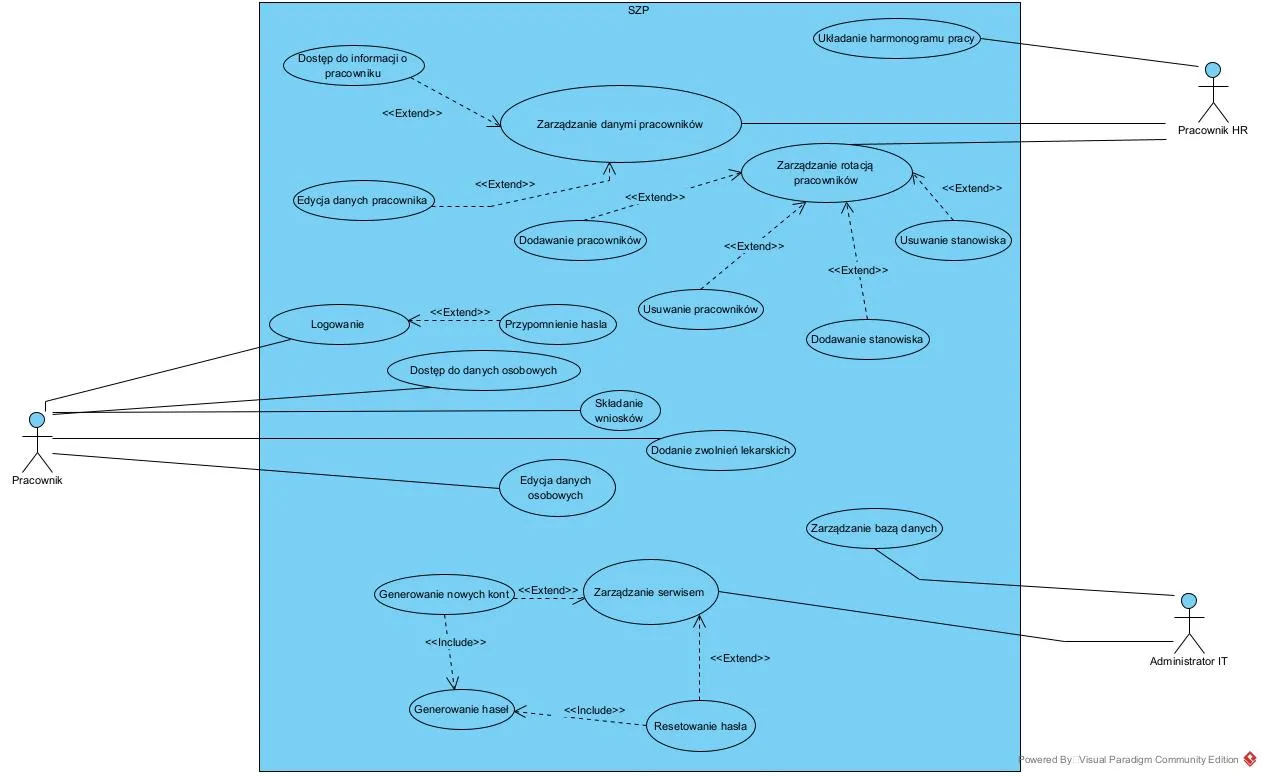 SZP
Układanie harmonogramu pracy
Dostęp do informacji o
pracowniku
<<Extend>>
Zarządzanie danymi pracowników
Pracownik HR
Zarządzanie rotacją
pracowników
<<Extend>>
<<Extend>>
Edycja danych pracownika
<<Extend>>
Dodawanie pracowników
Usuwanie stanowiska
<<Extend>>
<<Extend>>
Usuwanie pracowników
Logowanie
<<Extend>>
Przypomnienie hasla
Dodawanie stanowiska
Dostęp do danych osobowych
Składanie
wniosków
Dodanie zwolnień lekarskich
Pracownik
Edycja danych
osobowych
Zarządzanie bazą danych
Generowanie nowych kont
<<Extend>>
Zarządzanie serwisem
<<Include>>
<<Extend>>
Administrator IT
Generowanie haseł
<<Include>>
Resetowanie hasła
Powered By Visual Paradigm Community Edition